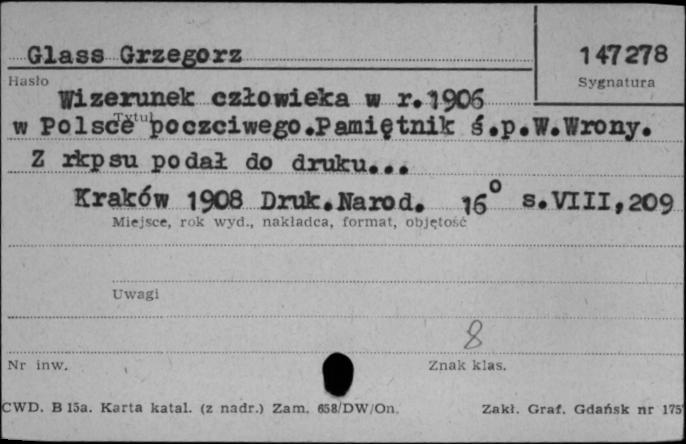 Glass Grzegorz
147278
Hasło
Sygnatura
Wizerunek człowieka w r.1906
Tytuł
w Polsce poczciwego.Pamiętnik ś.p.W.Wrony.
Z rkpsu podał do druku...
Kraków 1908 Druk.Narod. 16° s.VIII,209
Miejsce, rok wyd., nakładca, format, objętość
Uwagi
8
Nr inw.
Znak klas.
CWD. B 15a. Karta katal. (z nadr.) Zam. 658/DW/On.
Zakł. Graf. Gdańsk nr 175